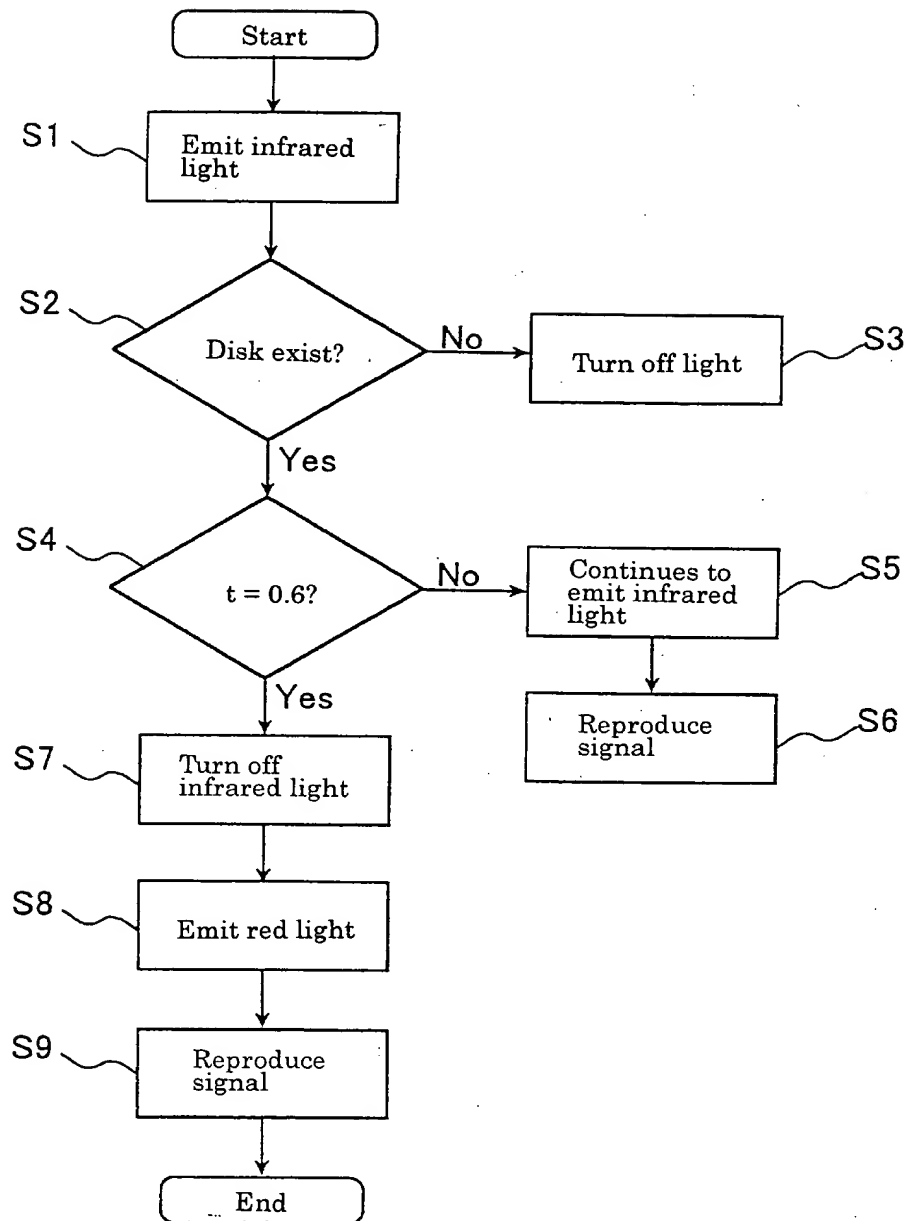 Start
S1
Emit infrared
light
S2
Disk exist?
No
Turn off light
S3
Yes
S4
t = 0.6?
No
Continues to
emit infrared
light
S5
Yes
Reproduce
signal
S6
S7
Turn off
infrared light
S8
Emit red light
S9
Reproduce
signal
End